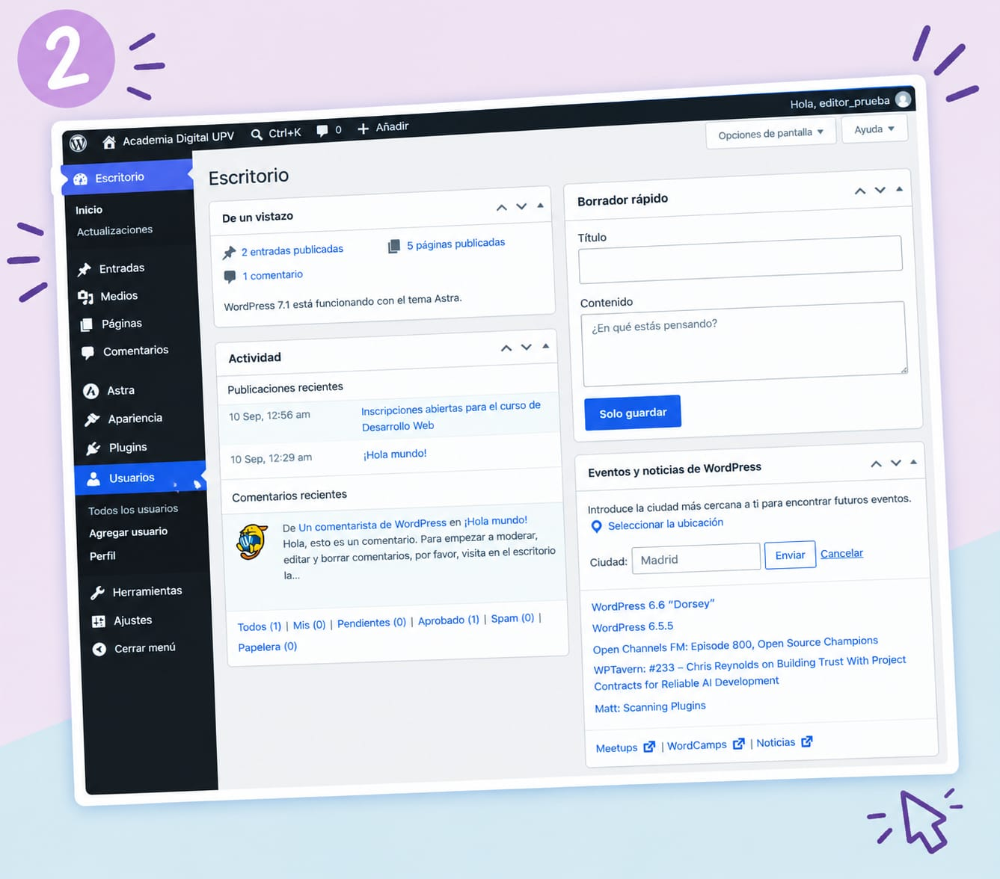 2
Academia Digital UPV
Ctrl+K
0
Añadir
Hola, editor_prueba
Opciones de pantalla
Ayuda
Escritorio
Inicio
Actualizaciones
Entradas
Medios
Páginas
Comentarios
Astra
Apariencia
Plugins
Usuarios
Todos los usuarios
Agregar usuario
Perfil
Herramientas
Ajustes
Cerrar menú
Escritorio
De un vistazo
2 entradas publicadas
5 páginas publicadas
1 comentario
WordPress 7.1 está funcionando con el tema Astra.
Actividad
Publicaciones recientes
10 Sep, 12:56 am
Inscripciones abiertas para el curso de
Desarrollo Web
10 Sep, 12:29 am
¡Hola mundo!
Comentarios recientes
De Un comentarista de WordPress en ¡Hola mundo!
Hola, esto es un comentario. Para empezar a moderar,
editar y borrar comentarios, por favor, visita en el escritorio
la...
Todos (1) | Mis (0) | Pendientes (0) | Aprobado (1) | Spam (0) |
Papelera (0)
Borrador rápido
Título
Contenido
¿En qué estás pensando?
Solo guardar
Eventos y noticias de WordPress
Introduce la ciudad más cercana a ti para encontrar futuros eventos.
Seleccionar la ubicación
Ciudad: Madrid Enviar Cancelar
WordPress 6.6 “Dorsey”
WordPress 6.5.5
Open Channels FM: Episode 800, Open Source Champions
WPTavern: #233 – Chris Reynolds on Building Trust With Project
Contracts for Reliable AI Development
Matt: Scanning Plugins
Meetups | WordCamps | Noticias